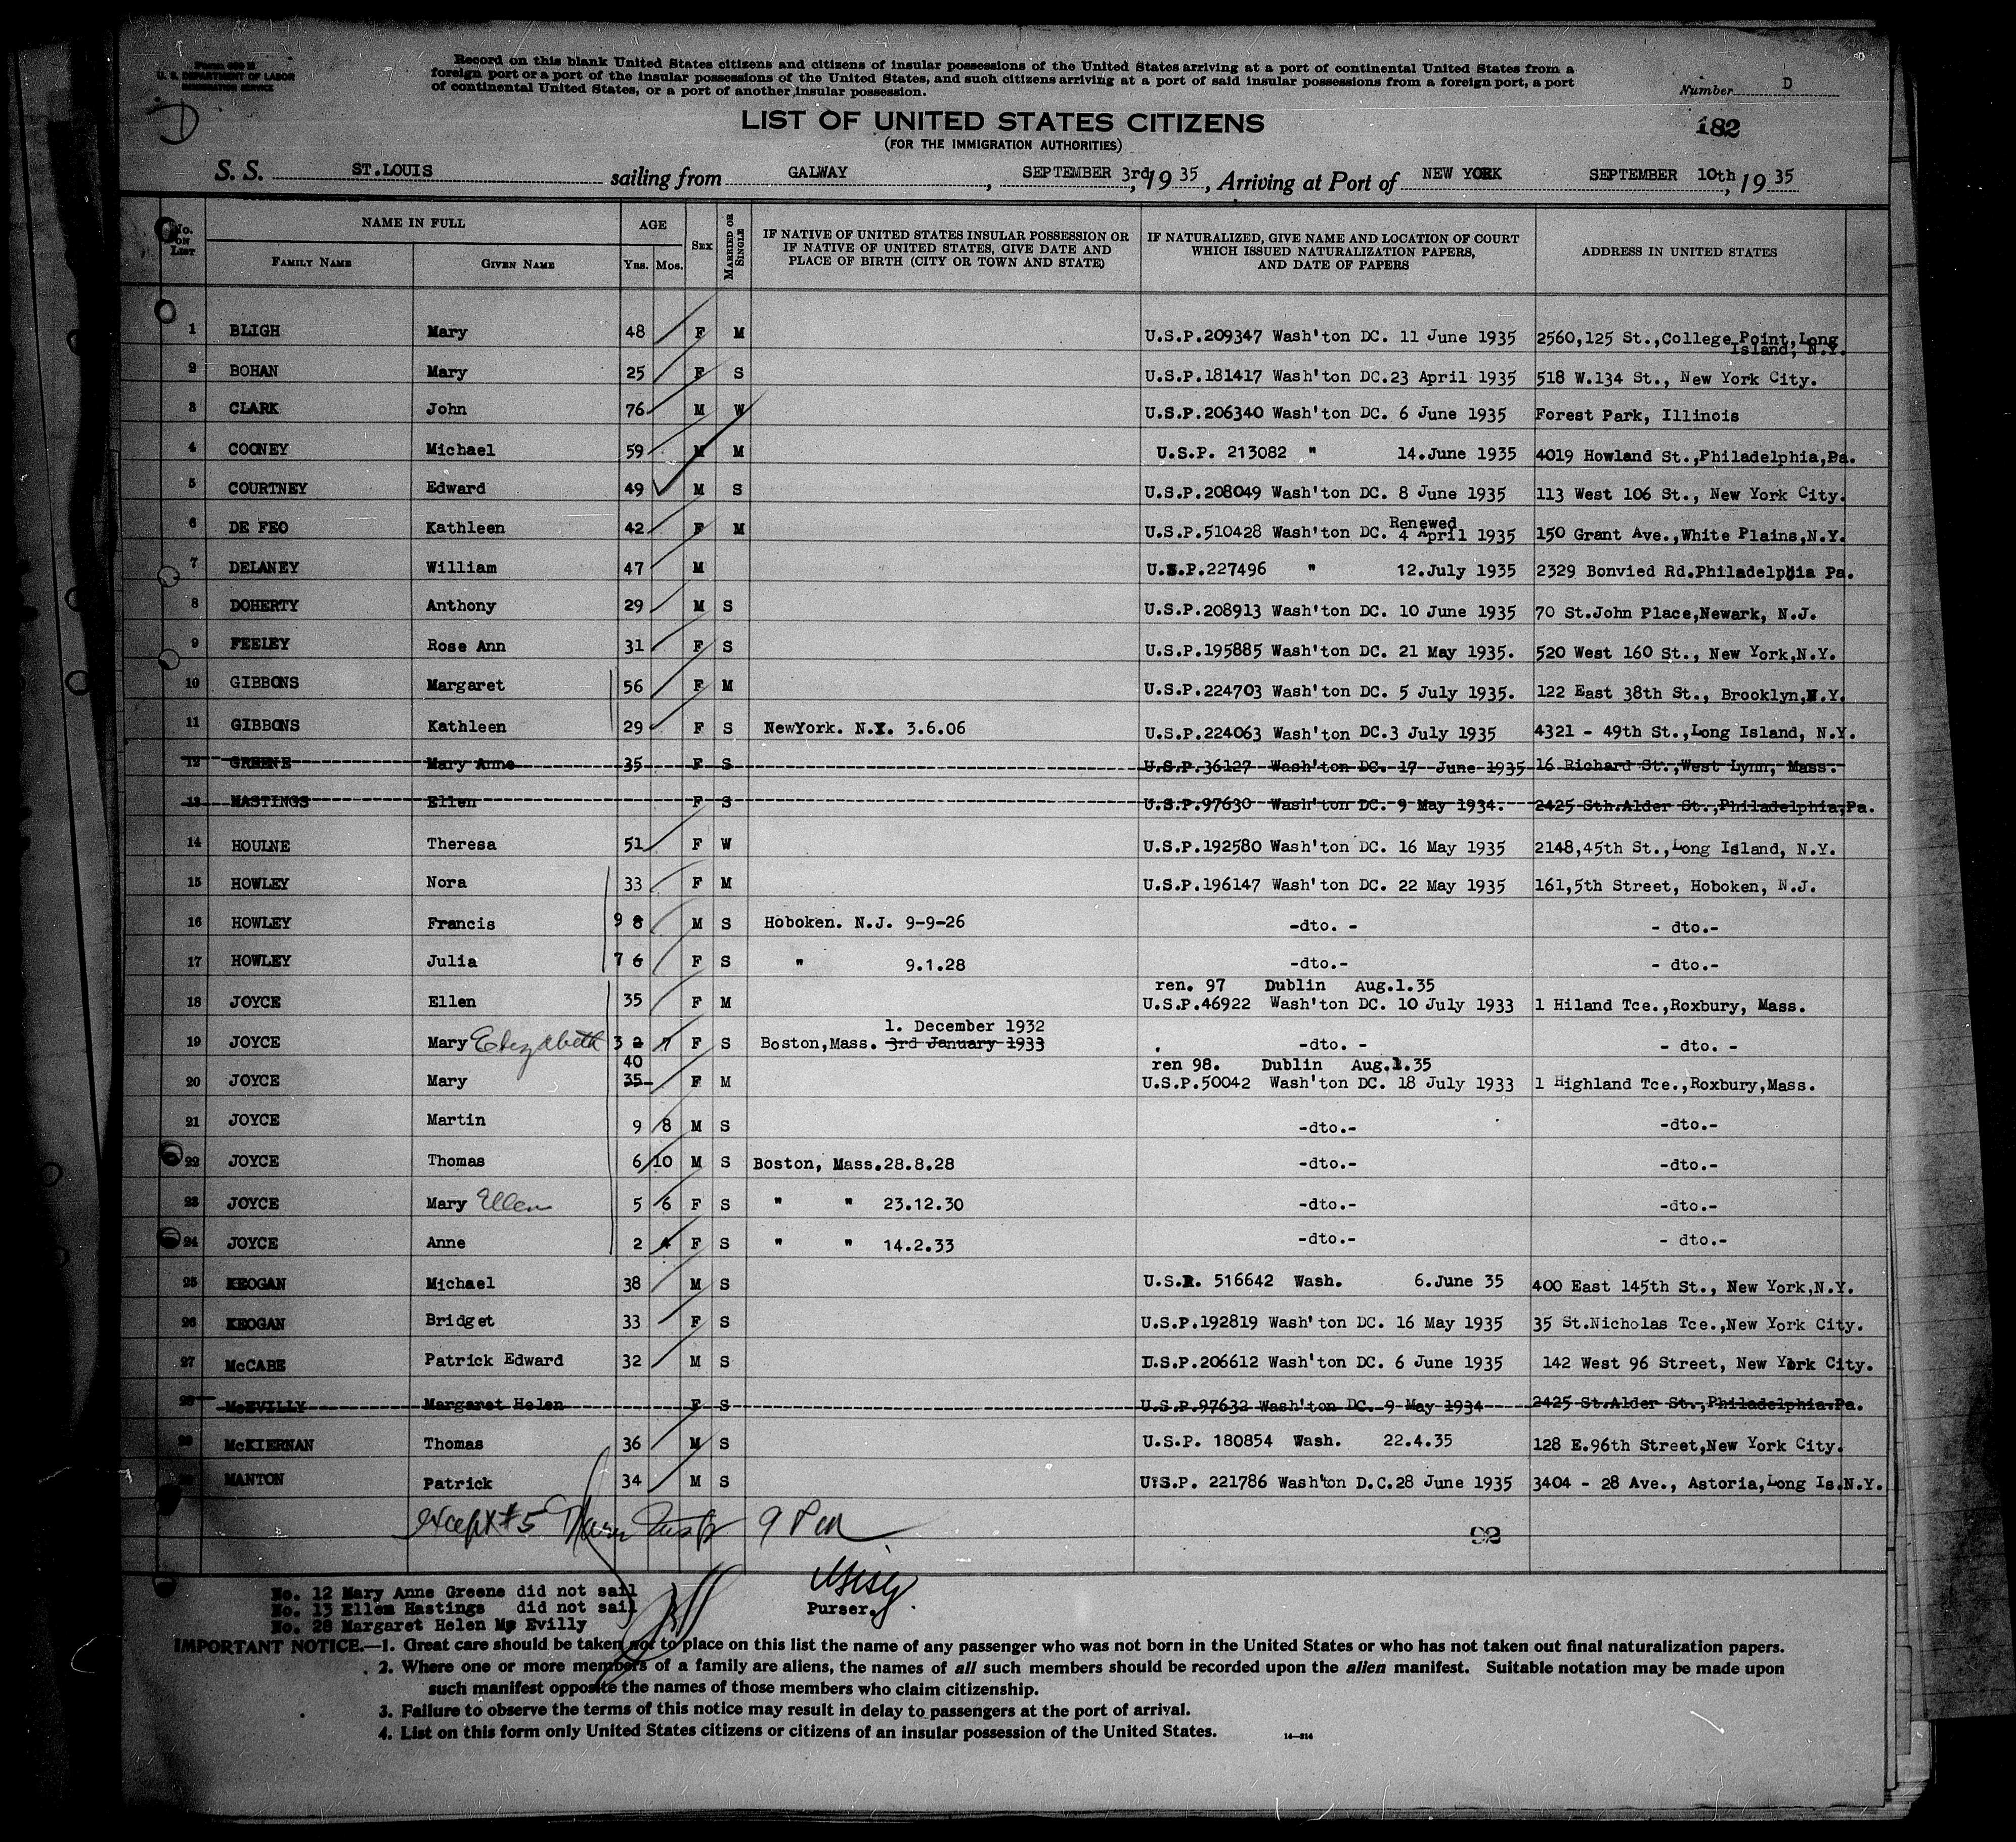 Form 630 B
U. S. DEPARTMENT OF LABOR
IMMIGRATION SERVICE
D
Record on this blank United States citizens and citizens of insular possessions of the United States arriving at a port of continental United States from a
foreign port or a port of the insular possessions of the United States, and such citizens arriving at a port of said insular possessions from a foreign port, a port
of continental United States, or a port of another insular possession.
Number D
182
LIST OF UNITED STATES CITIZENS
(FOR THE IMMIGRATION AUTHORITIES)
S. S. ST.LOUIS sailing from GALWAY, SEPTEMBER 3rd, 19 35, Arriving at Port of NEW YORK SEPTEMBER 10th, 19 35
No. ON LIST
NAME IN FULL
FAMILY NAME GIVEN NAME
AGE
YRS. MOS.
SEX
MARRIED OR SINGLE
IF NATIVE OF UNITED STATES INSULAR POSSESSION OR
IF NATIVE OF UNITED STATES, GIVE DATE AND
PLACE OF BIRTH (CITY OR TOWN AND STATE)
IF NATURALIZED, GIVE NAME AND LOCATION OF COURT
WHICH ISSUED NATURALIZATION PAPERS,
AND DATE OF PAPERS
ADDRESS IN UNITED STATES
1 BLIGH Mary 48 F M U.S.P.209347 Wash'ton DC. 11 June 1935 2560,125 St.,College Point,Long
Island, N.Y.
2 BOHAN Mary 25 F S U.S.P.181417 Wash'ton DC.23 April 1935 518 W.134 St., New York City.
3 CLARK John 76 M W U.S.P.206340 Wash'ton DC. 6 June 1935 Forest Park, Illinois
4 COONEY Michael 59 M M U.S.P. 213082 " 14.June 1935 4019 Howland St.,Philadelphia,Pa.
5 COURTNEY Edward 49 M S U.S.P.208049 Wash'ton DC. 8 June 1935 113 West 106 St., New York City.
Renewed
6 DE FEO Kathleen 42 F M U.S.P.510428 Wash'ton DC. 4 April 1935 150 Grant Ave.,White Plains,N.Y.
7 DELANEY William 47 M U.S.P.227496 " 12.July 1935 2329 Bonvied Rd.Philadelphia Pa.
8 DOHERTY Anthony 29 M S U.S.P.208913 Wash'ton DC. 10 June 1935 70 St.John Place,Newark, N.J.
9 FEELEY Rose Ann 31 F S U.S.P.195885 Wash'ton DC. 21 May 1935. 520 West 160 St., New York,N.Y.
10 GIBBONS Margaret 56 F M U.S.P.224703 Wash'ton DC. 5 July 1935. 122 East 38th St., Brooklyn,N.Y.
11 GIBBONS Kathleen 29 F S NewYork. N.Y. 3.6.06 U.S.P.224063 Wash'ton DC.3 July 1935 4321 - 49th St.,Long Island, N.Y.
12 GREENE Mary Anne 35 F S U.S.P.36127 Wash'ton DC. 17 June 1935 16 Richard St.,West Lynn, Mass.
13 HASTINGS Ellen F S U.S.P.97630 Wash'ton DC. 9 May 1934. 2425 Sth.Alder St.,Philadelphia,Pa.
14 HOULNE Theresa 51 F W U.S.P.192580 Wash'ton DC. 16 May 1935 2148,45th St.,Long Island, N.Y.
15 HOWLEY Nora 33 F M U.S.P.196147 Wash'ton DC. 22 May 1935 161,5th Street, Hoboken, N.J.
16 HOWLEY Francis 9 8 M S Hoboken. N.J. 9-9-26 -dto. - - dto.-
17 HOWLEY Julia 7 6 F S " 9.1.28 -dto.- - dto.-
ren. 97 Dublin Aug.1.35
18 JOYCE Ellen 35 F M U.S.P.46922 Wash'ton DC. 10 July 1933 1 Hiland Tce.,Roxbury, Mass.
1. December 1932
19 JOYCE Mary Elizabeth 3 2 7 F S Boston,Mass. 3rd January 1933 -dto. - - dto. -
40 ren 98. Dublin Aug.1.35
20 JOYCE Mary 35 F M U.S.P.50042 Wash'ton DC. 18 July 1933 1 Highland Tce.,Roxbury,Mass.
21 JOYCE Martin 9 8 M S -dto.- -dto.-
22 JOYCE Thomas 6 10 M S Boston, Mass.28.8.28 -dto.- -dto.-
23 JOYCE Mary Ellen 5 6 F S " " 23.12.30 -dto.- -dto.-
24 JOYCE Anne 2 4 F S " " 14.2.33 -dto.- - dto.-
25 KEOGAN Michael 38 M S U.S.R. 516642 Wash. 6.June 35 400 East 145th St., New York,N.Y.
26 KEOGAN Bridget 33 F S U.S.P.192819 Wash'ton DC. 16 May 1935 35 St.Nicholas Tce.,New York City.
27 McCABE Patrick Edward 32 M S U.S.P.206612 Wash'ton DC. 6 June 1935 142 West 96 Street, New York City.
28 McEVILLY Margaret Helen F S U.S.P.97632 Wash'ton DC. 9 May 1934 2425 St.Alder St.,Philadelphia.Pa.
29 McKIERNAN Thomas 36 M S U.S.P. 180854 Wash. 22.4.35 128 E.96th Street,New York City.
30 MANTON Patrick 34 M S U.S.P. 221786 Wash'ton D.C.28 June 1935 3404 - 28 Ave., Astoria,Long Is.N.Y.
except #5 9 Pm
92
No. 12 Mary Anne Greene did not sail
No. 13 Ellen Hastings did not sail
No. 28 Margaret Helen Mc Evilly
Purser.
IMPORTANT NOTICE.—1. Great care should be taken not to place on this list the name of any passenger who was not born in the United States or who has not taken out final naturalization papers.
2. Where one or more members of a family are aliens, the names of all such members should be recorded upon the alien manifest. Suitable notation may be made upon
such manifest opposite the names of those members who claim citizenship.
3. Failure to observe the terms of this notice may result in delay to passengers at the port of arrival.
4. List on this form only United States citizens or citizens of an insular possession of the United States.
14—214